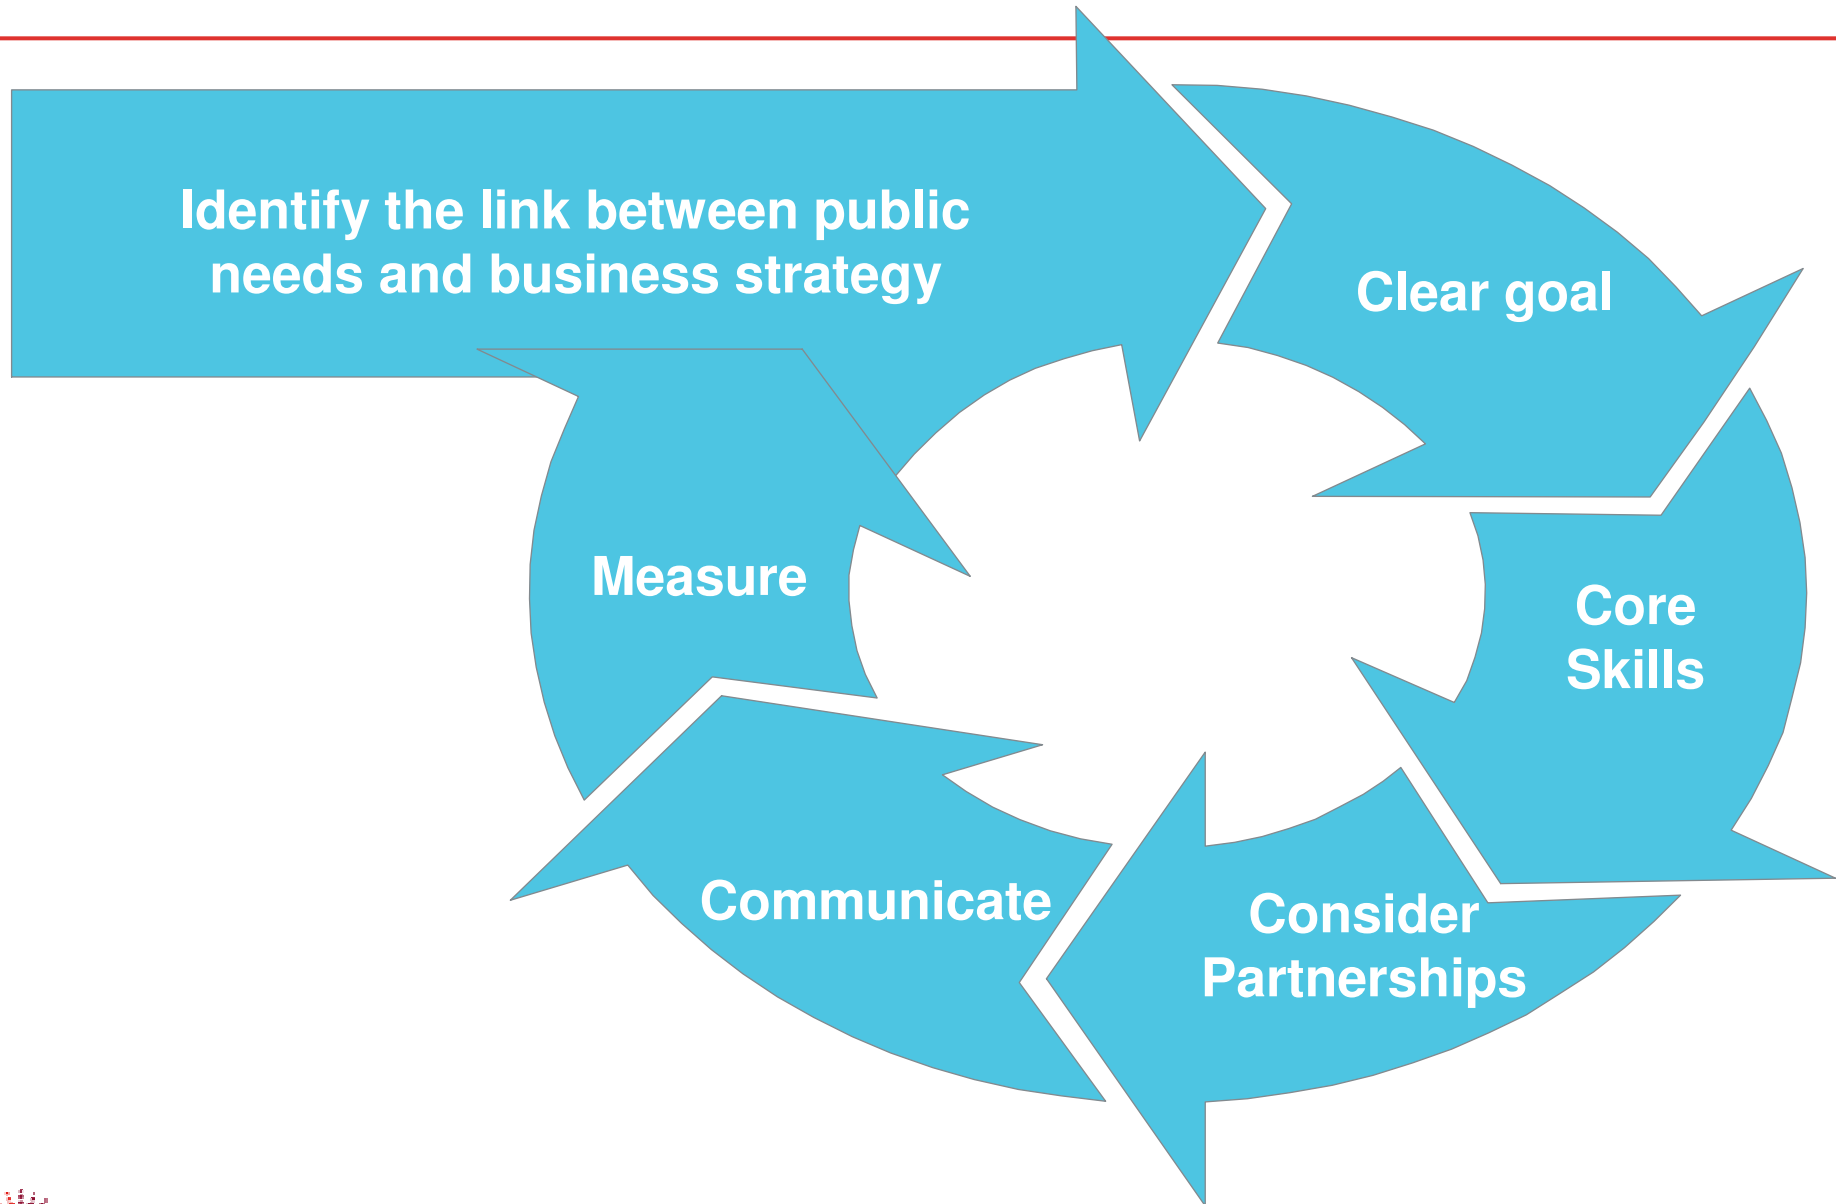 Identify the link between public
needs and business strategy
Clear goal
Core
Skills
Consider
Partnerships
Communicate
Measure